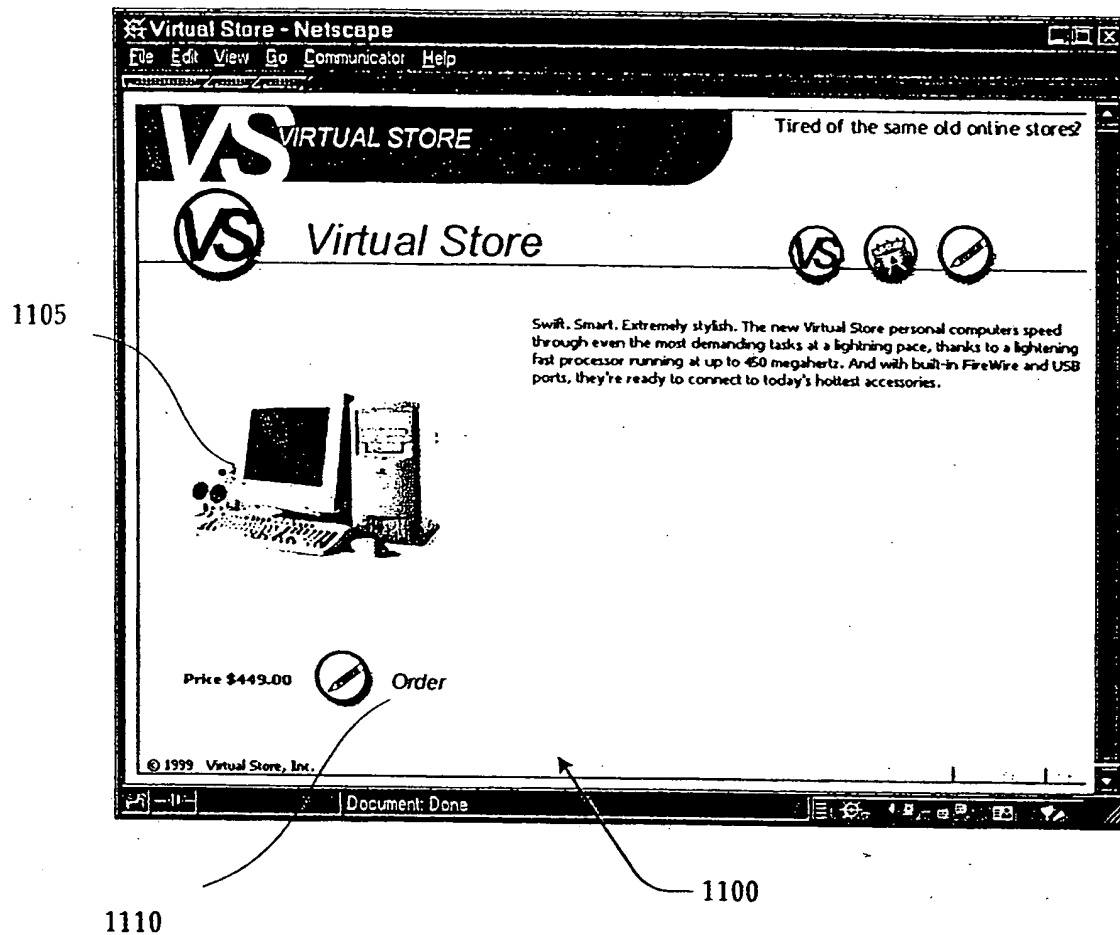 Virtual Store - Netscape
File Edit View Go Communicator Help
VS VIRTUAL STORE
Tired of the same old online stores?
VS Virtual Store
VS
1105
Swift. Smart. Extremely stylish. The new Virtual Store personal computers speed
through even the most demanding tasks at a lightning pace, thanks to a lightening
fast processor running at up to 450 megahertz. And with built-in FireWire and USB
ports, they're ready to connect to today's hottest accessories.
Price $449.00 Order
© 1999 Virtual Store, Inc.
Document: Done
1100
1110